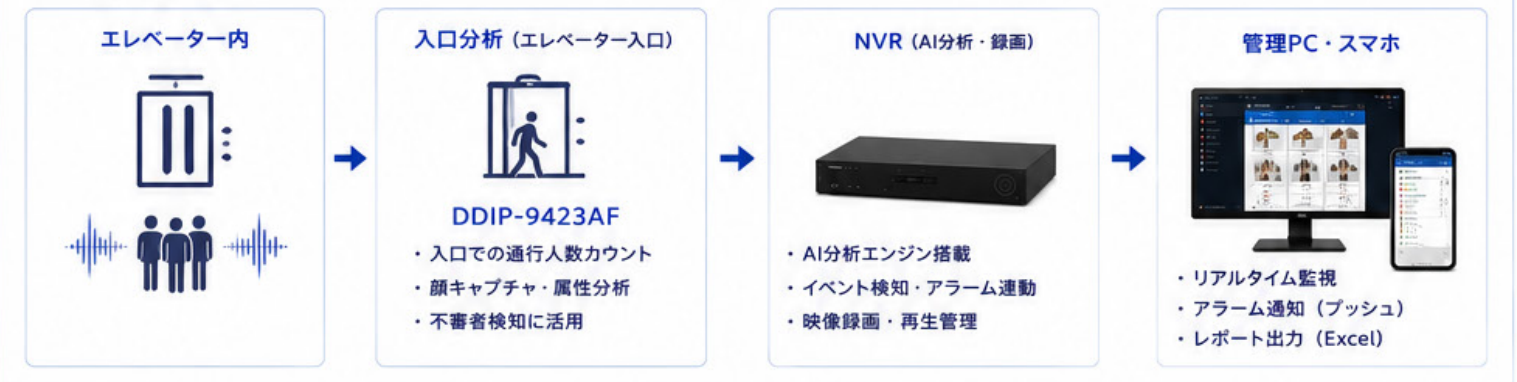 エレベーター内
入口分析（エレベーター入口）
DDIP-9423AF
・入口での通行人数カウント
・顔キャプチャ・属性分析
・不審者検知に活用
NVR（AI分析・録画）
・AI分析エンジン搭載
・イベント検知・アラーム連動
・映像録画・再生管理
管理PC・スマホ
・リアルタイム監視
・アラーム通知（プッシュ）
・レポート出力（Excel）